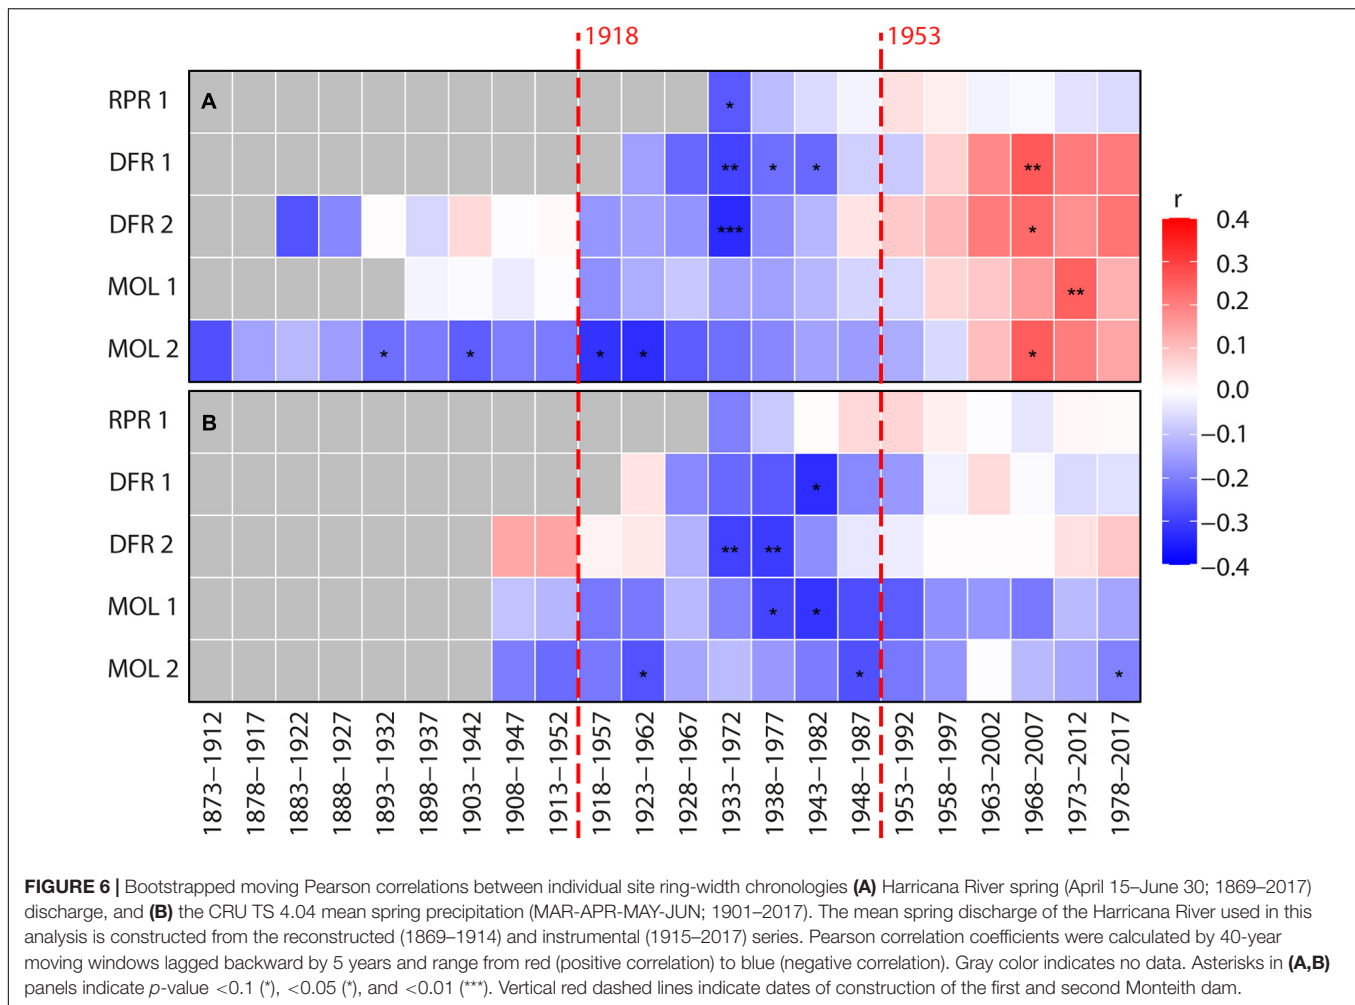 1918 1953
A
RPR 1 *
DFR 1 ** * * **
DFR 2 *** *
MOL 1 **
MOL 2 * * * * *
B
RPR 1
DFR 1 *
DFR 2 ** **
MOL 1 * *
MOL 2 * * *
r
0.4
0.3
0.2
0.1
0.0
−0.1
−0.2
−0.3
−0.4
1873−1912
1878−1917
1883−1922
1888−1927
1893−1932
1898−1937
1903−1942
1908−1947
1913−1952
1918−1957
1923−1962
1928−1967
1933−1972
1938−1977
1943−1982
1948−1987
1953−1992
1958−1997
1963−2002
1968−2007
1973−2012
1978−2017
FIGURE 6 | Bootstrapped moving Pearson correlations between individual site ring-width chronologies (A) Harricana River spring (April 15–June 30; 1869–2017)
discharge, and (B) the CRU TS 4.04 mean spring precipitation (MAR-APR-MAY-JUN; 1901–2017). The mean spring discharge of the Harricana River used in this
analysis is constructed from the reconstructed (1869–1914) and instrumental (1915–2017) series. Pearson correlation coefficients were calculated by 40-year
moving windows lagged backward by 5 years and range from red (positive correlation) to blue (negative correlation). Gray color indicates no data. Asterisks in (A,B)
panels indicate p-value <0.1 (*), <0.05 (*), and <0.01 (***). Vertical red dashed lines indicate dates of construction of the first and second Monteith dam.